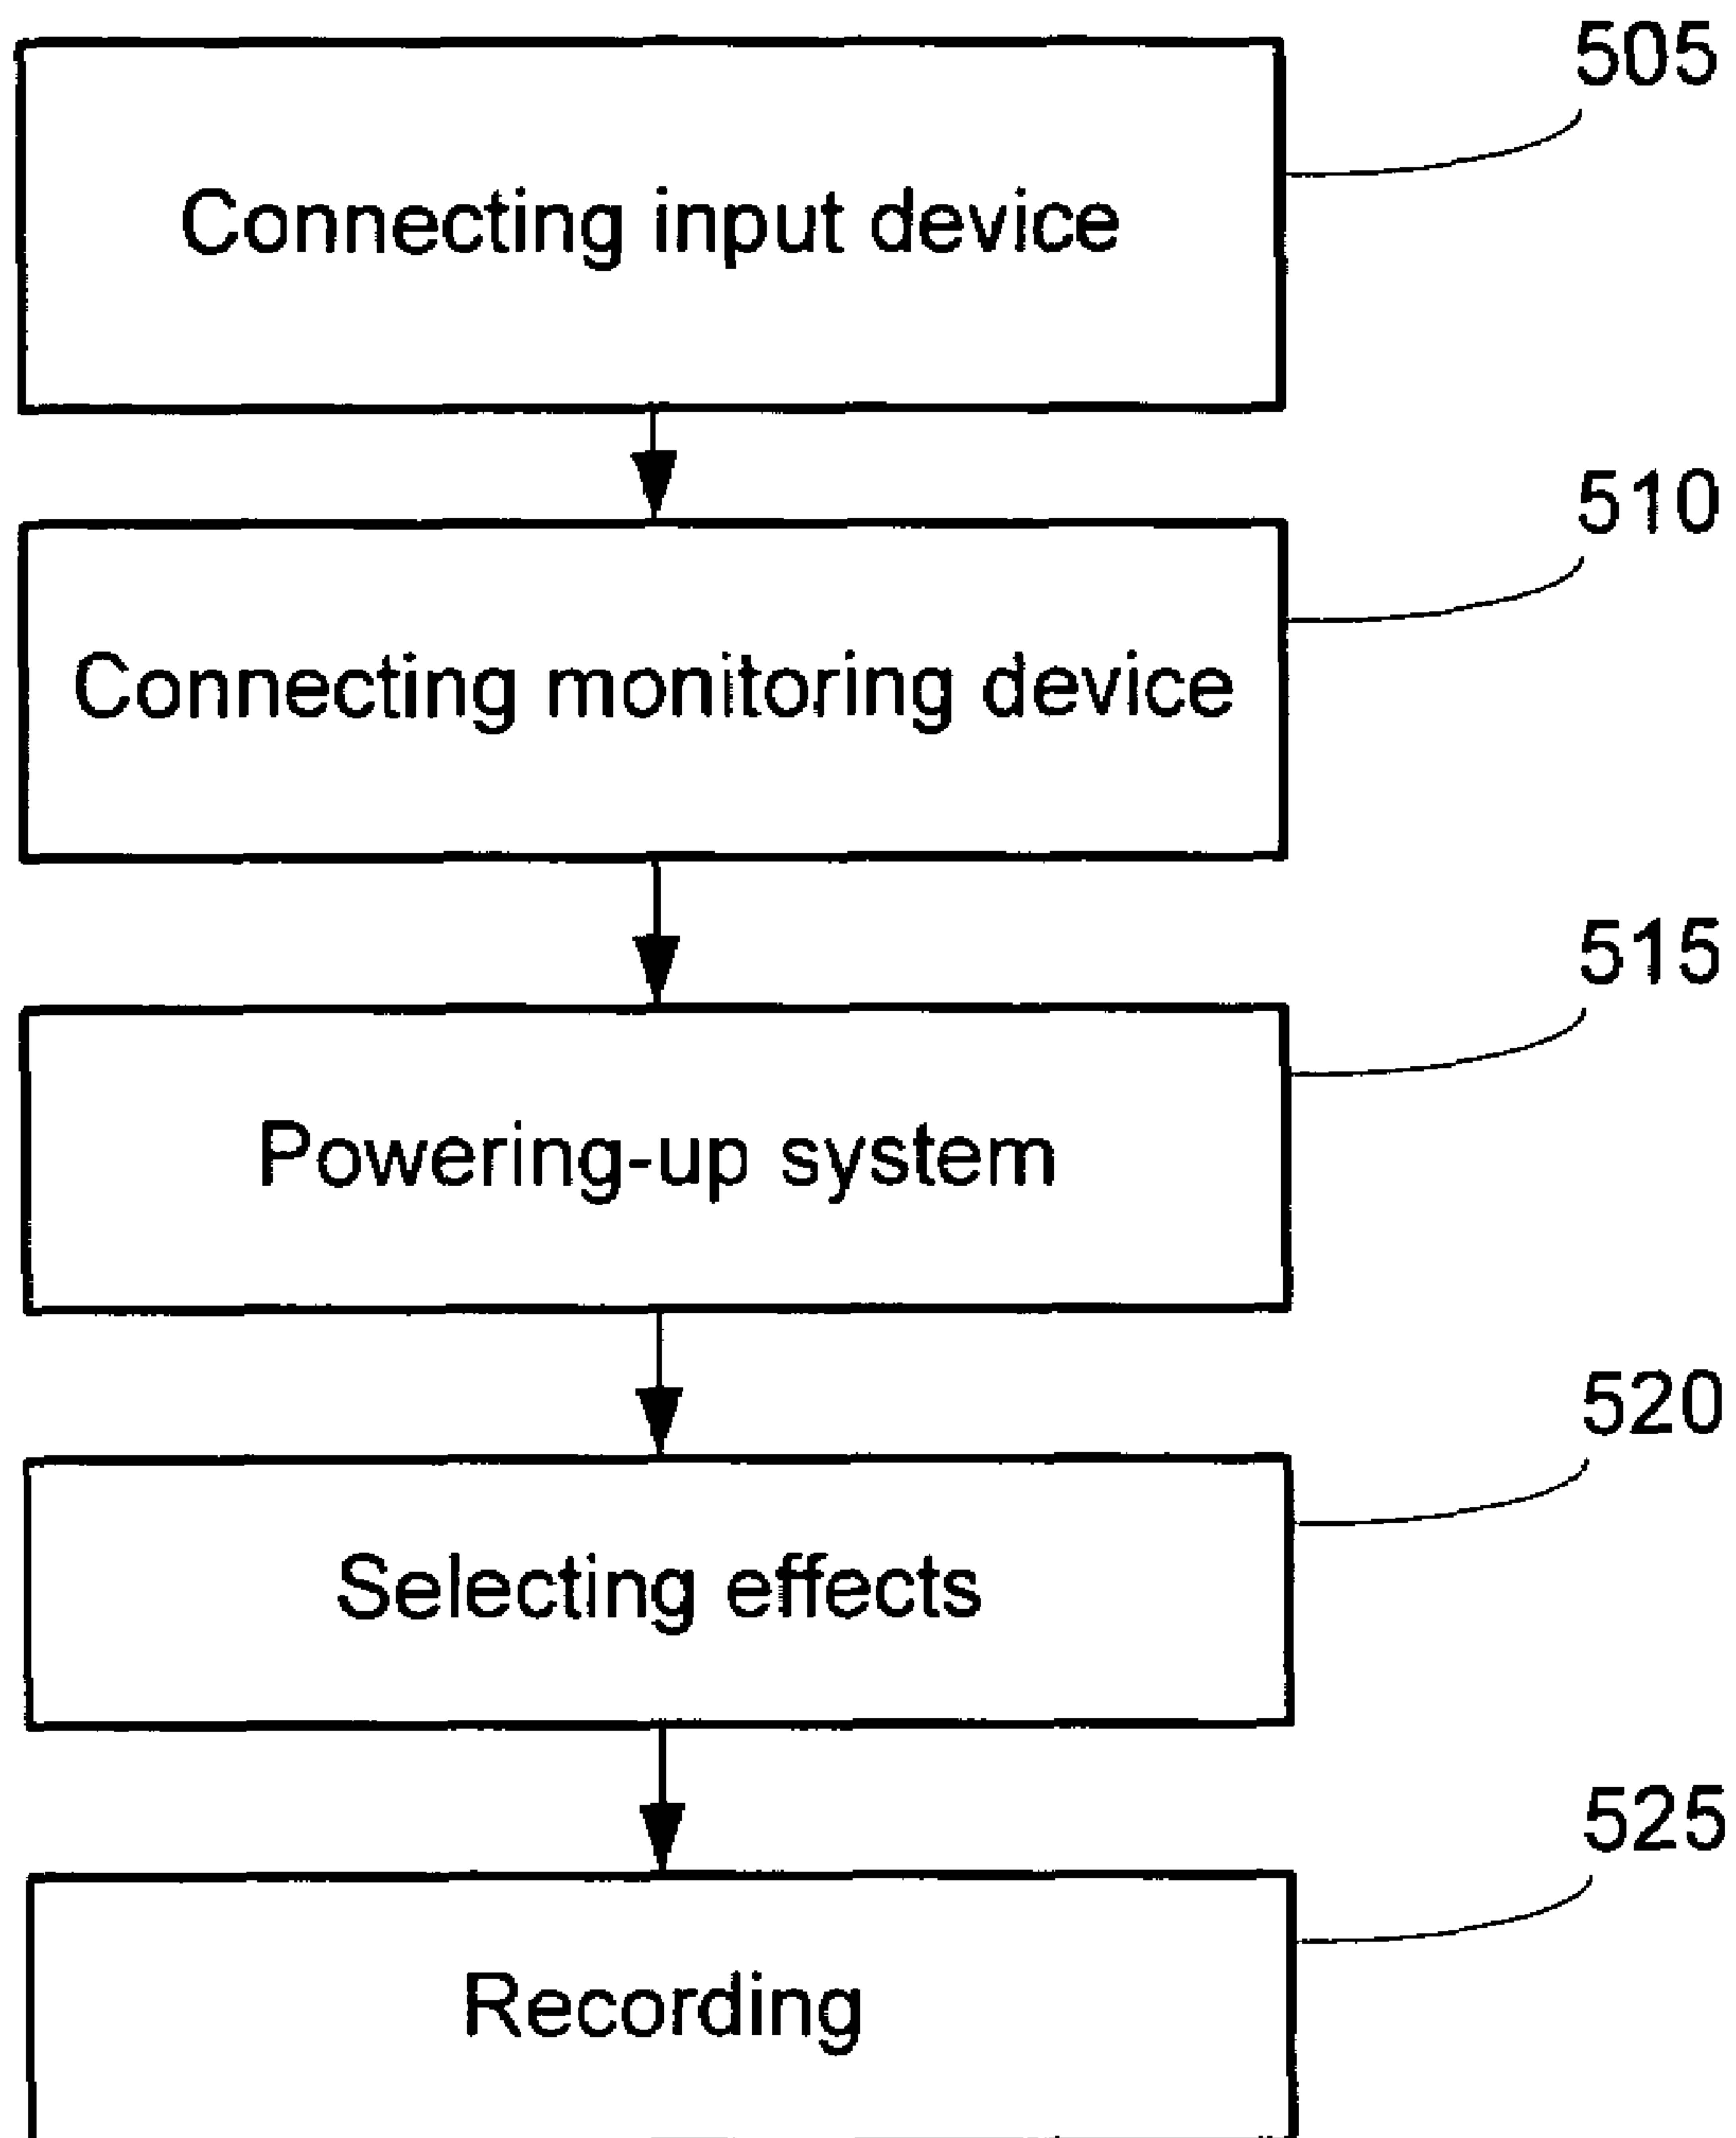 505
Connecting input device
510
Connecting monitoring device
515
Powering-up system
520
Selecting effects
525
Recording